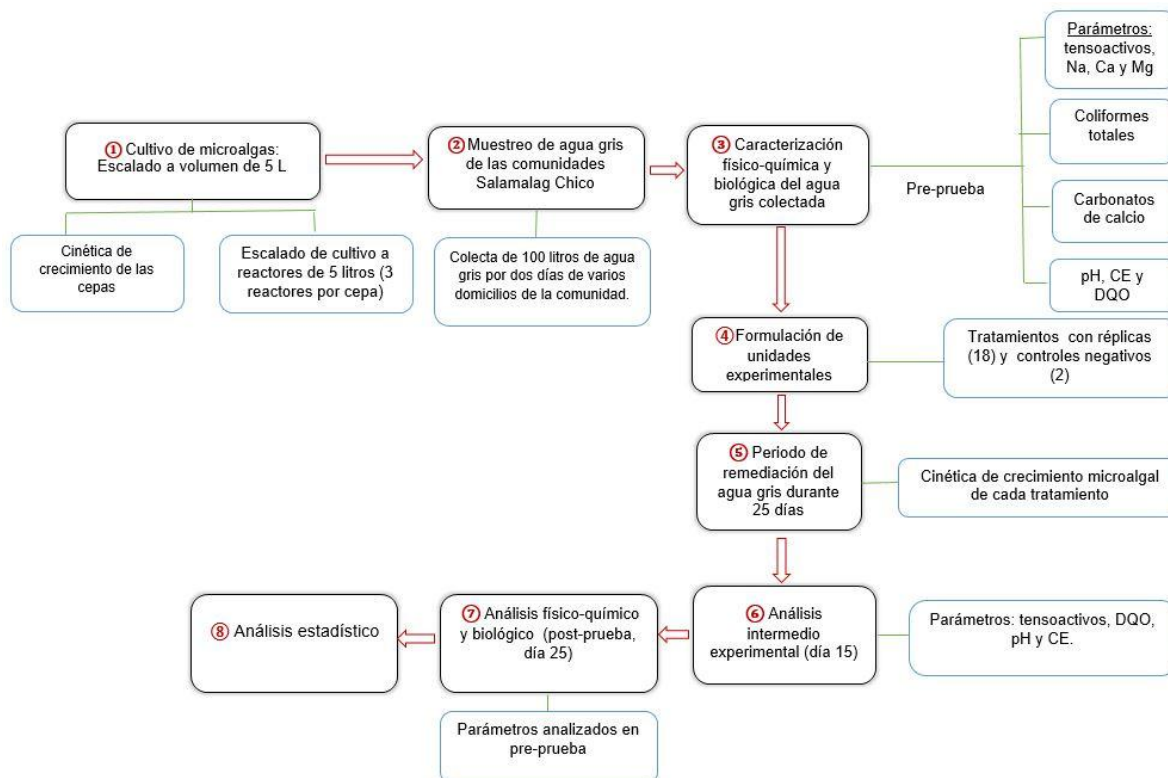 ① Cultivo de microalgas:
Escalado a volumen de 5 L
Cinética de
crecimiento de las
cepas
Escalado de cultivo a
reactores de 5 litros (3
reactores por cepa)
② Muestreo de agua gris
de las comunidades
Salamalag Chico
Colecta de 100 litros de agua
gris por dos días de varios
domicilios de la comunidad.
③ Caracterización
físico-química y
biológica del agua
gris colectada
Pre-prueba
Parámetros:
tensoactivos,
Na, Ca y Mg
Coliformes
totales
Carbonatos
de calcio
pH, CE y
DQO
④ Formulación de
unidades
experimentales
Tratamientos con réplicas
(18) y controles negativos
(2)
⑤ Periodo de
remediación del
agua gris durante
25 días
Cinética de crecimiento microalgal
de cada tratamiento
⑥ Análisis
intermedio
experimental (día 15)
Parámetros: tensoactivos, DQO,
pH y CE.
⑦ Análisis físico-químico
y biológico (post-prueba,
día 25)
Parámetros analizados en
pre-prueba
⑧ Análisis estadístico